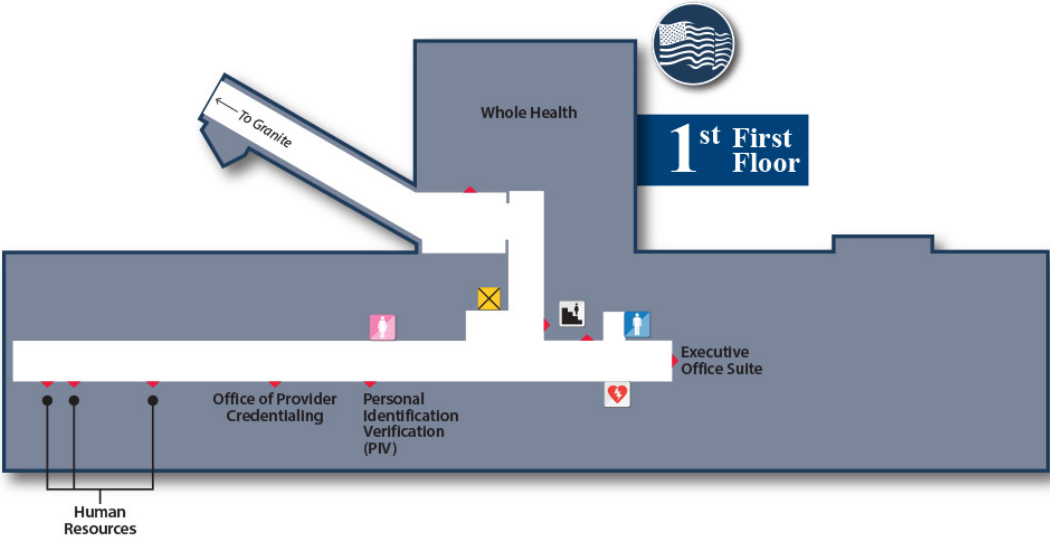 Whole Health
To Granite
1st First
Floor
Executive
Office Suite
Office of Provider
Credentialing
Personal
Identification
Verification
(PIV)
Human
Resources